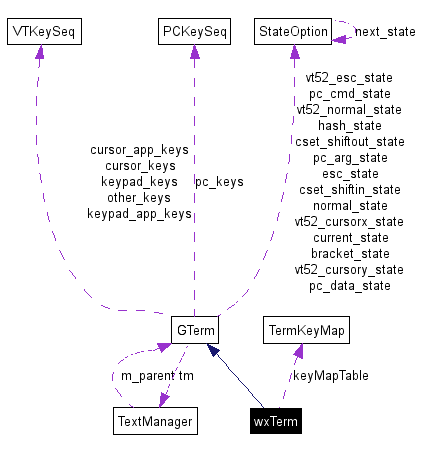 VTKeySeq
PCKeySeq
StateOption
next_state
vt52_esc_state
pc_cmd_state
vt52_normal_state
hash_state
cset_shiftout_state
pc_arg_state
esc_state
cset_shiftin_state
normal_state
vt52_cursorx_state
current_state
bracket_state
vt52_cursory_state
pc_data_state
cursor_app_keys
cursor_keys
keypad_keys
other_keys
keypad_app_keys
pc_keys
GTerm
TermKeyMap
m_parent
tm
keyMapTable
TextManager
wxTerm